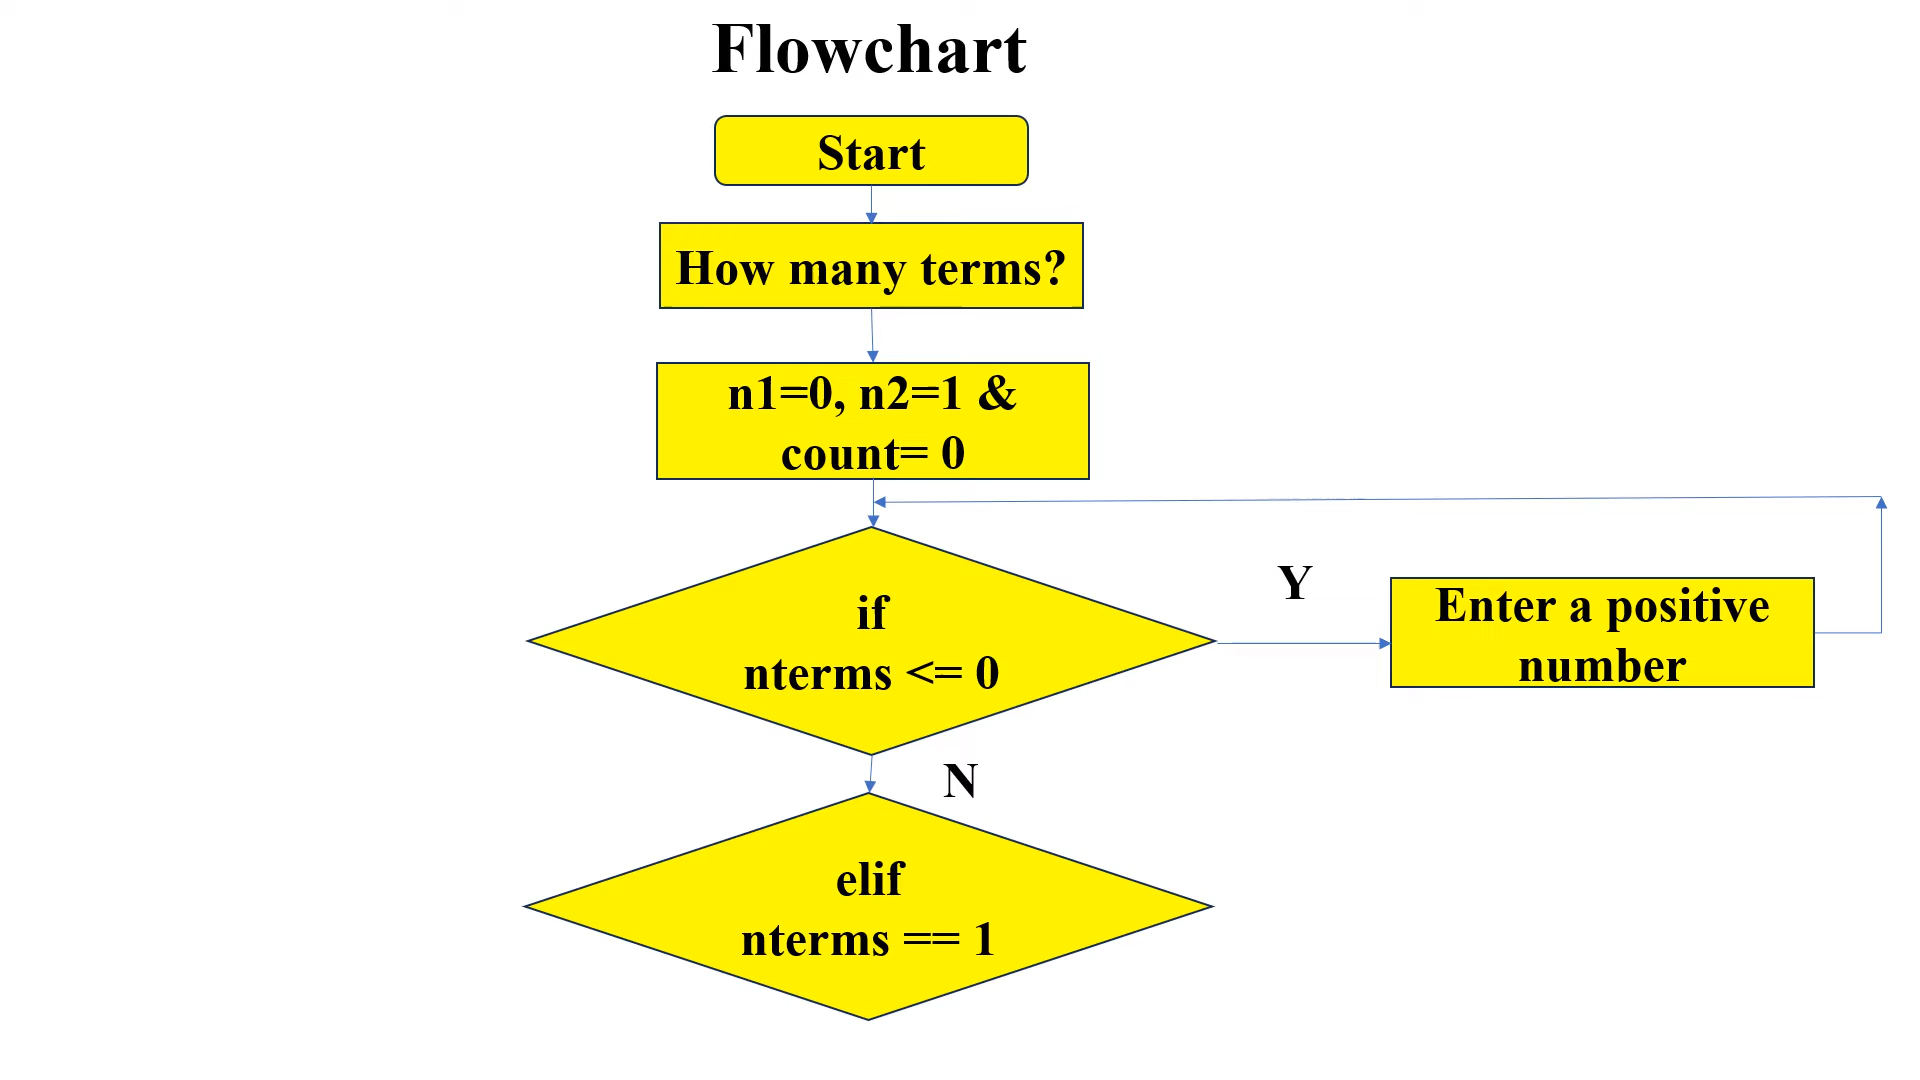 Flowchart
Start
How many terms?
n1=0, n2=1 &
count= 0
if
nterms <= 0
Y
Enter a positive
number
N
elif
nterms == 1